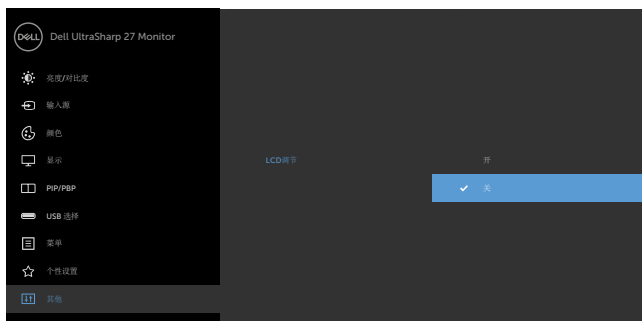 DELL Dell UltraSharp 27 Monitor
亮度/对比度
输入源
颜色
显示
LCD调节 开
PIP/PBP 关
USB 选择
菜单
个性设置
其他